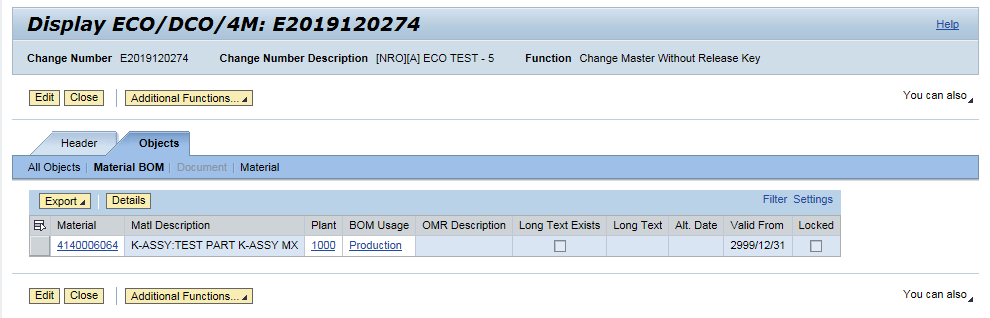 Display ECO/DCO/4M: E2019120274
Help
Change Number E2019120274 Change Number Description [NRO][A] ECO TEST - 5 Function Change Master Without Release Key
Edit Close Additional Functions... You can also
Header Objects
All Objects | Material BOM | Document | Material
Export Details Filter Settings
Material Matl Description Plant BOM Usage OMR Description Long Text Exists Long Text Alt. Date Valid From Locked
4140006064 K-ASSY:TEST PART K-ASSY MX 1000 Production 2999/12/31
Edit Close Additional Functions... You can also